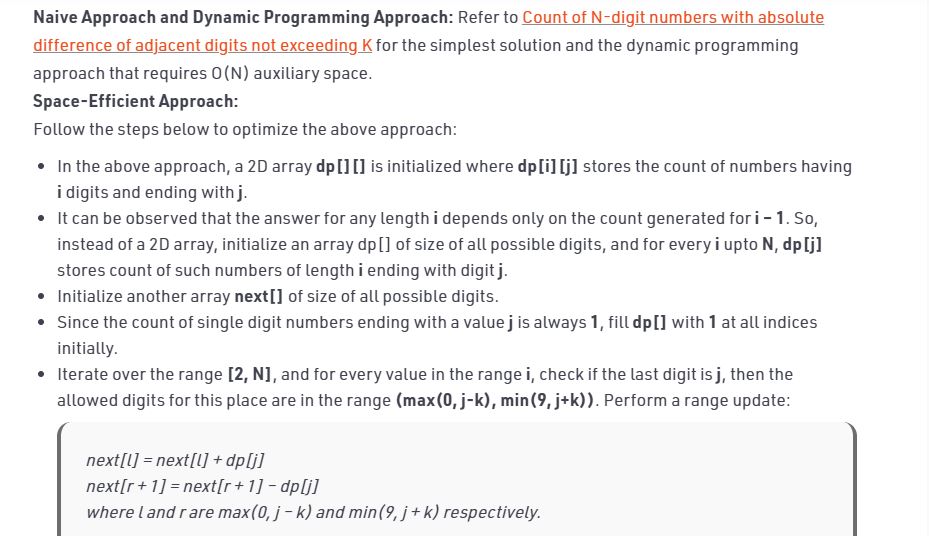 Naive Approach and Dynamic Programming Approach: Refer to Count of N-digit numbers with absolute
difference of adjacent digits not exceeding K for the simplest solution and the dynamic programming
approach that requires O(N) auxiliary space.
Space-Efficient Approach:
Follow the steps below to optimize the above approach:
• In the above approach, a 2D array dp[][] is initialized where dp[i][j] stores the count of numbers having
i digits and ending with j.
• It can be observed that the answer for any length i depends only on the count generated for i – 1. So,
instead of a 2D array, initialize an array dp[] of size of all possible digits, and for every i upto N, dp[j]
stores count of such numbers of length i ending with digit j.
• Initialize another array next[] of size of all possible digits.
• Since the count of single digit numbers ending with a value j is always 1, fill dp[] with 1 at all indices
initially.
• Iterate over the range [2, N], and for every value in the range i, check if the last digit is j, then the
allowed digits for this place are in the range (max(0, j-k), min(9, j+k)). Perform a range update:
next[l] = next[l] + dp[j]
next[r + 1] = next[r + 1] – dp[j]
where l and r are max(0, j – k) and min(9, j + k) respectively.